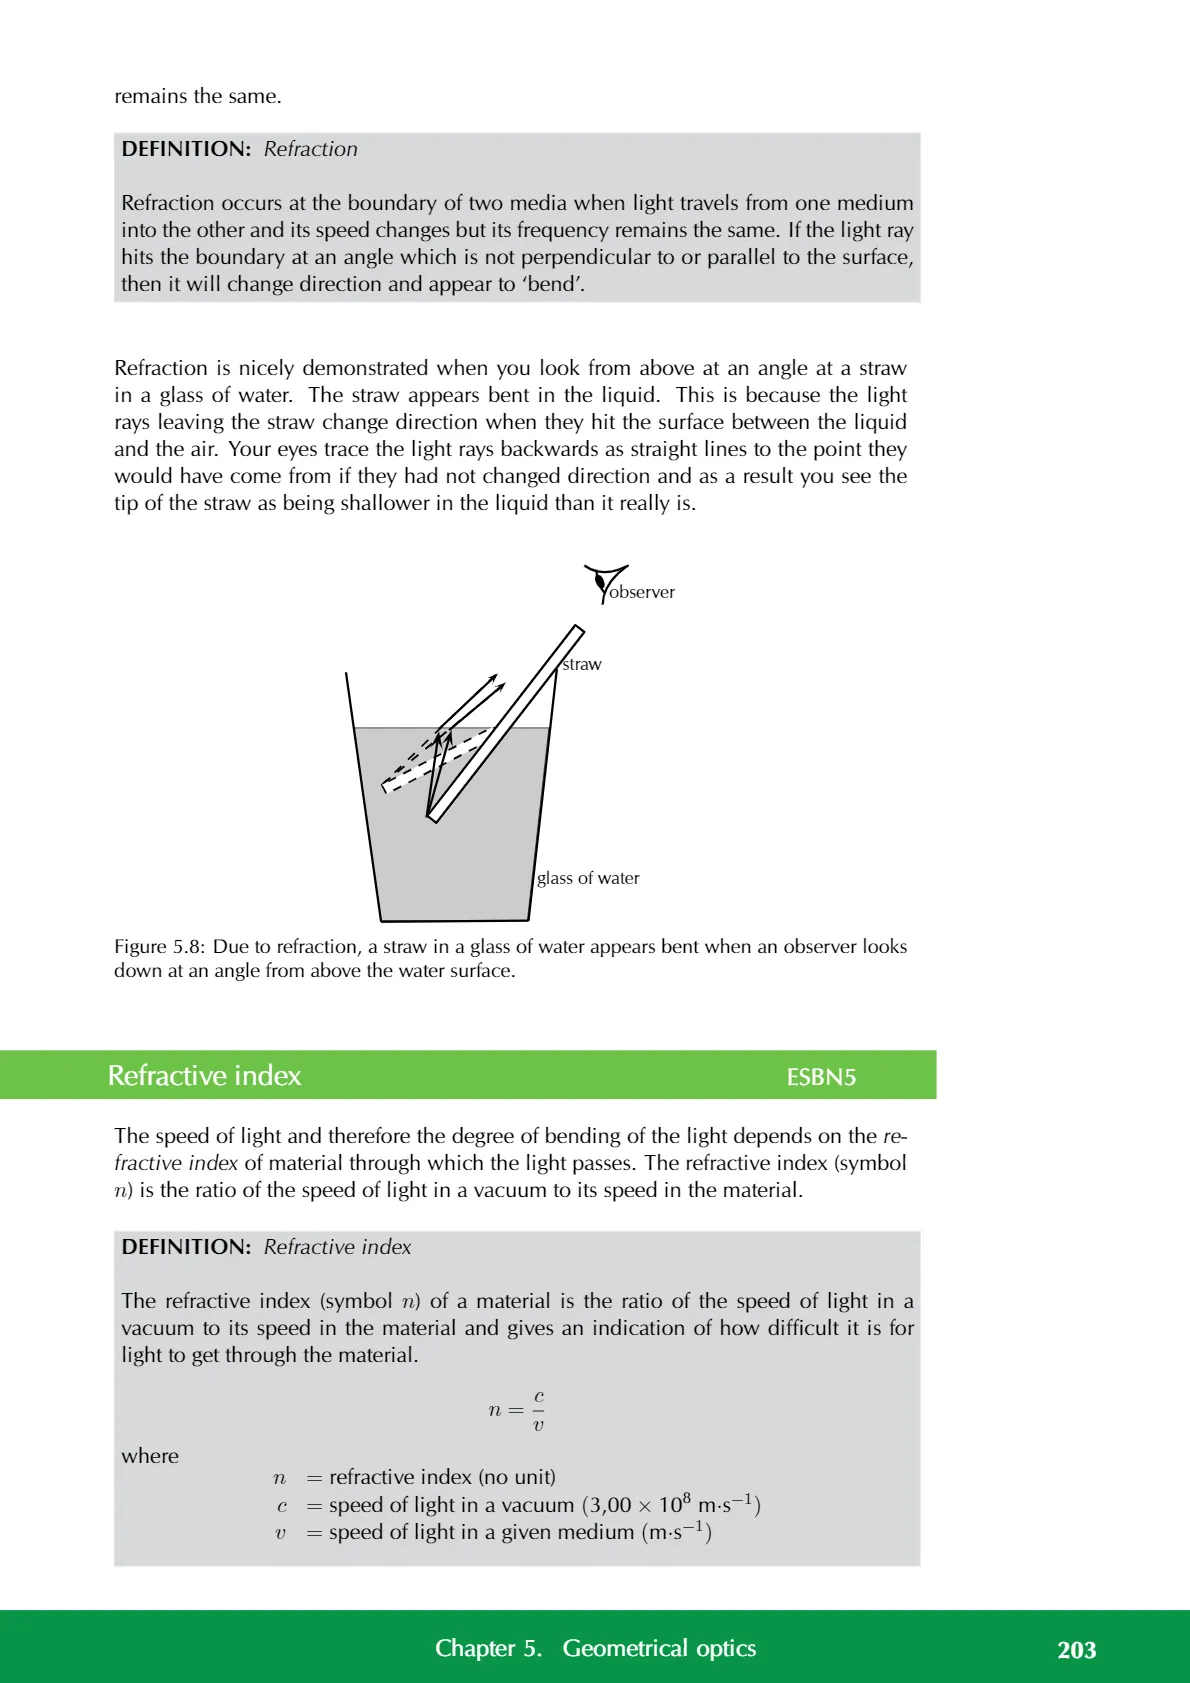 remains the same.
DEFINITION: Refraction
Refraction occurs at the boundary of two media when light travels from one medium
into the other and its speed changes but its frequency remains the same. If the light ray
hits the boundary at an angle which is not perpendicular to or parallel to the surface,
then it will change direction and appear to ‘bend’.
Refraction is nicely demonstrated when you look from above at an angle at a straw
in a glass of water. The straw appears bent in the liquid. This is because the light
rays leaving the straw change direction when they hit the surface between the liquid
and the air. Your eyes trace the light rays backwards as straight lines to the point they
would have come from if they had not changed direction and as a result you see the
tip of the straw as being shallower in the liquid than it really is.
observer
straw
glass of water
Figure 5.8: Due to refraction, a straw in a glass of water appears bent when an observer looks
down at an angle from above the water surface.
Refractive index ESBN5
The speed of light and therefore the degree of bending of the light depends on the re-
fractive index of material through which the light passes. The refractive index (symbol
n) is the ratio of the speed of light in a vacuum to its speed in the material.
DEFINITION: Refractive index
The refractive index (symbol n) of a material is the ratio of the speed of light in a
vacuum to its speed in the material and gives an indication of how difficult it is for
light to get through the material.
n = c/v
where
n = refractive index (no unit)
c = speed of light in a vacuum (3,00 × 10⁸ m·s⁻¹)
v = speed of light in a given medium (m·s⁻¹)
Chapter 5. Geometrical optics 203